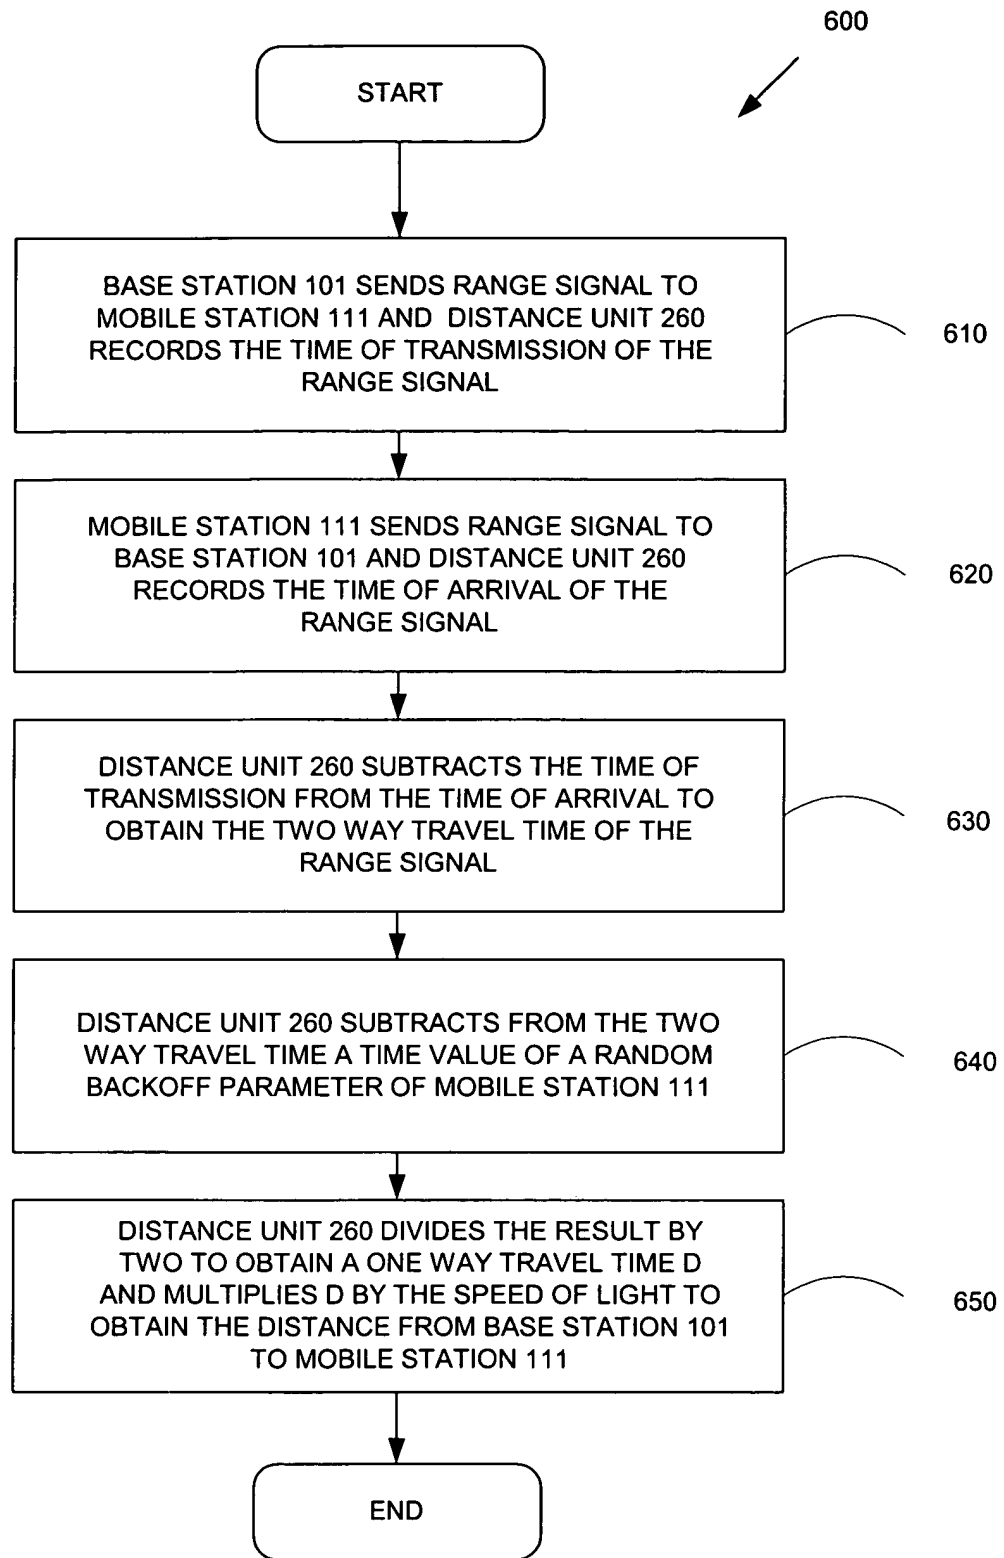 600
START
BASE STATION 101 SENDS RANGE SIGNAL TO
MOBILE STATION 111 AND DISTANCE UNIT 260
RECORDS THE TIME OF TRANSMISSION OF THE
RANGE SIGNAL
610
MOBILE STATION 111 SENDS RANGE SIGNAL TO
BASE STATION 101 AND DISTANCE UNIT 260
RECORDS THE TIME OF ARRIVAL OF THE
RANGE SIGNAL
620
DISTANCE UNIT 260 SUBTRACTS THE TIME OF
TRANSMISSION FROM THE TIME OF ARRIVAL TO
OBTAIN THE TWO WAY TRAVEL TIME OF THE
RANGE SIGNAL
630
DISTANCE UNIT 260 SUBTRACTS FROM THE TWO
WAY TRAVEL TIME A TIME VALUE OF A RANDOM
BACKOFF PARAMETER OF MOBILE STATION 111
640
DISTANCE UNIT 260 DIVIDES THE RESULT BY
TWO TO OBTAIN A ONE WAY TRAVEL TIME D
AND MULTIPLIES D BY THE SPEED OF LIGHT TO
OBTAIN THE DISTANCE FROM BASE STATION 101
TO MOBILE STATION 111
650
END